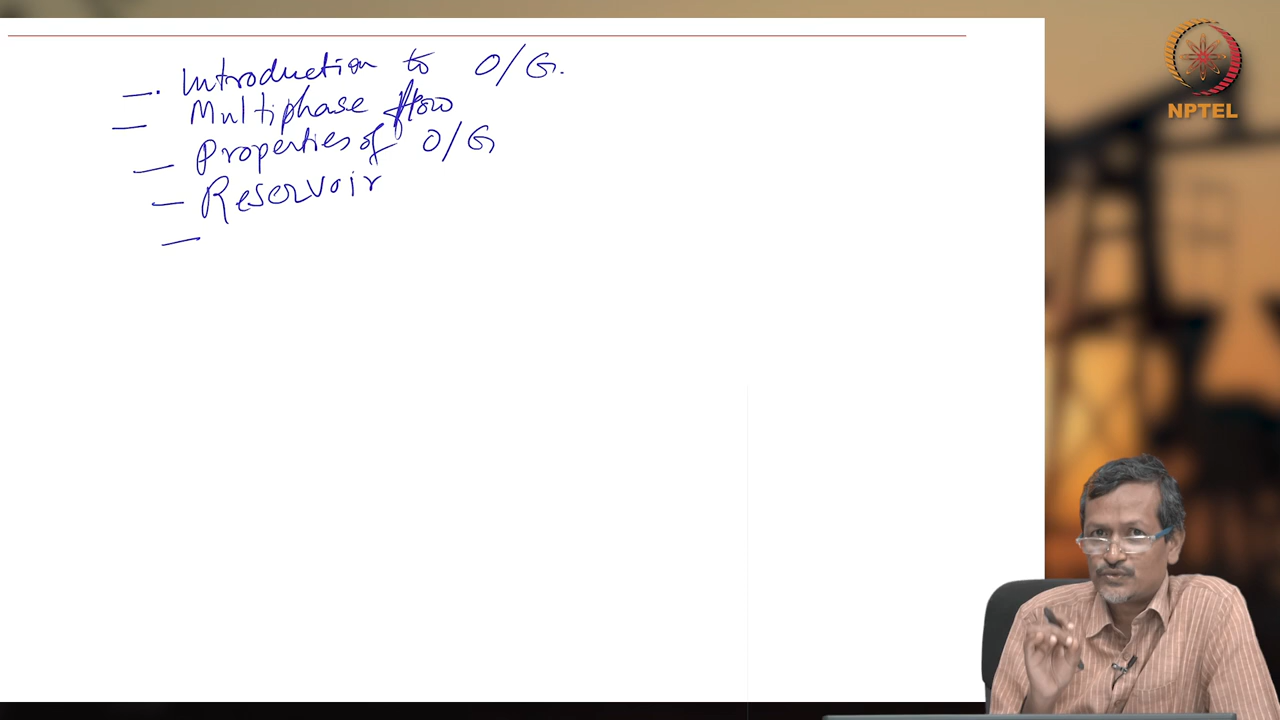 —. Introduction to O/G.
— Multiphase flow
— Properties of O/G
— Reservoir
—
NPTEL